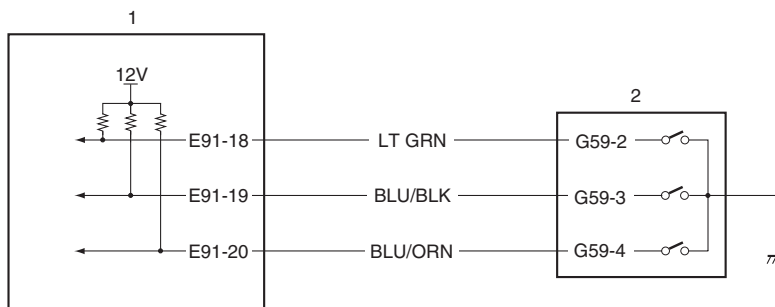 1
12V
2
E91-18 LT GRN G59-2
E91-19 BLU/BLK G59-3
E91-20 BLU/ORN G59-4